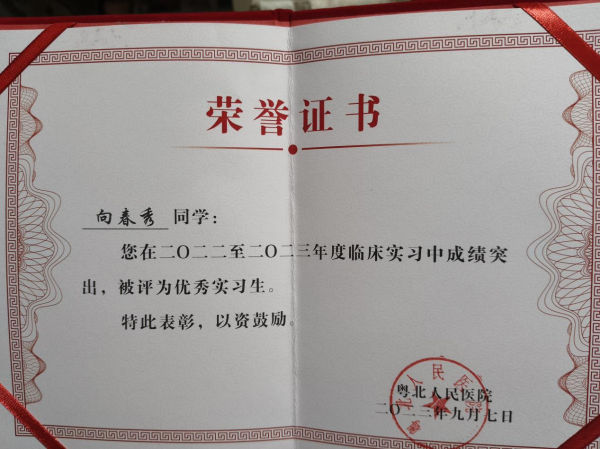 荣誉证书
向春秀 同学：
您在二〇二二至二〇二三年度临床实习中成绩突
出，被评为优秀实习生。
特此表彰，以资鼓励。
粤北人民医院
二〇二三年九月七日